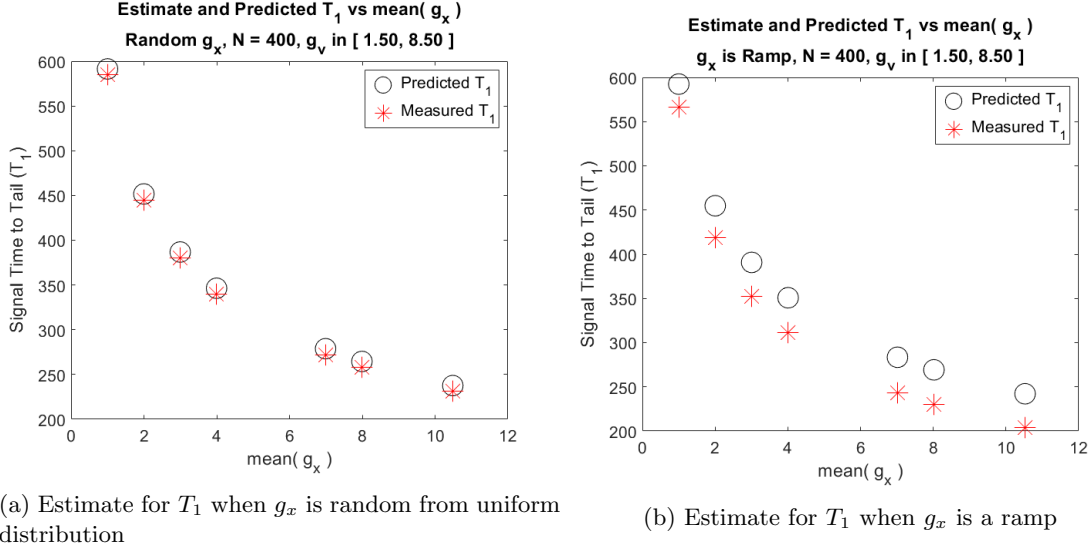 Estimate and Predicted T1 vs mean( gx )
Random gx, N = 400, gv in [ 1.50, 8.50 ]
Predicted T1
Measured T1
600
550
500
450
400
350
300
250
200
Signal Time to Tail (T1)
0 2 4 6 8 10 12
mean( gx )
(a) Estimate for T1 when gx is random from uniform
distribution
Estimate and Predicted T1 vs mean( gx )
gx is Ramp, N = 400, gv in [ 1.50, 8.50 ]
Predicted T1
Measured T1
600
550
500
450
400
350
300
250
200
Signal Time to Tail (T1)
0 2 4 6 8 10 12
mean( gx )
(b) Estimate for T1 when gx is a ramp